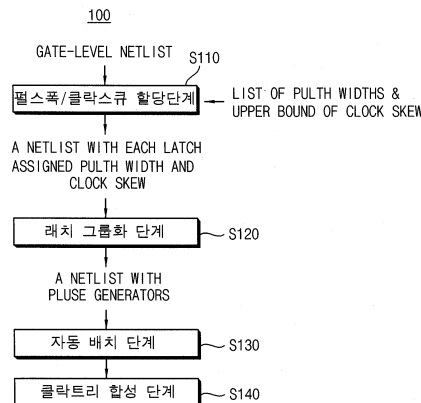 100
GATE-LEVEL NETLIST
S110
펄스폭/클락스큐 할당단계
LIST OF PULTH WIDTHS &
UPPER BOUND OF CLOCK SKEW
A NETLIST WITH EACH LATCH
ASSIGNED PULTH WIDTH AND
CLOCK SKEW
래치 그룹화 단계
S120
A NETLIST WITH
PLUSE GENERATORS
자동 배치 단계
S130
클락트리 합성 단계
S140